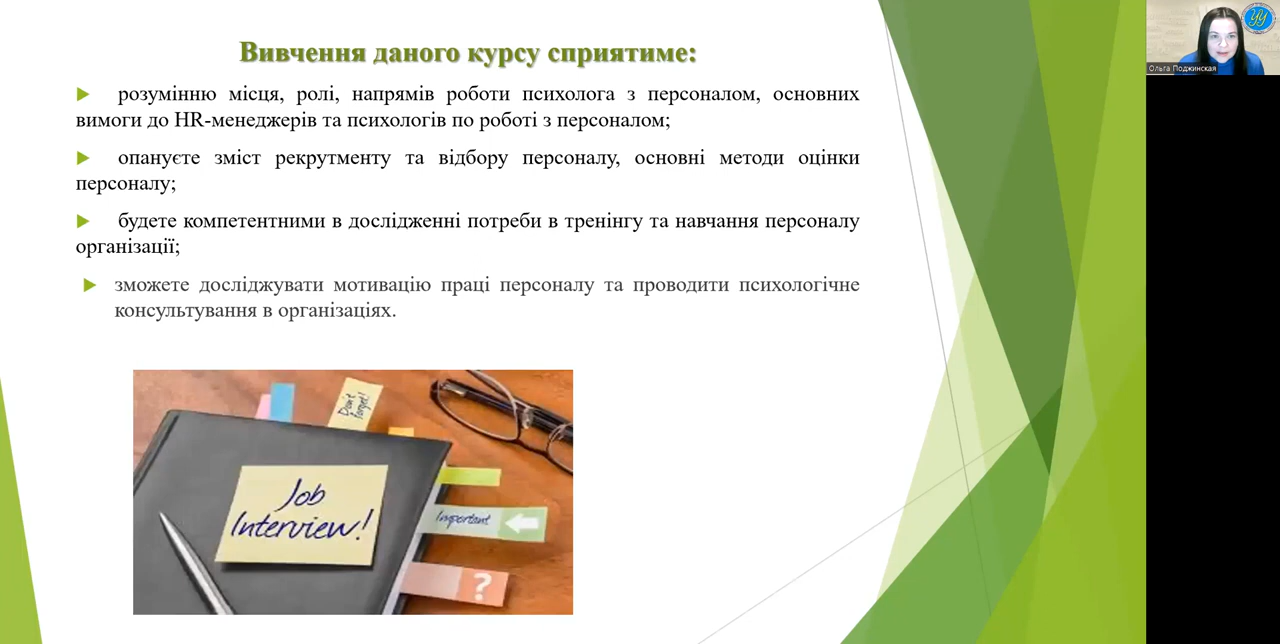 Вивчення даного курсу сприятиме:
розумінню місця, ролі, напрямів роботи психолога з персоналом, основних
вимоги до HR-менеджерів та психологів по роботі з персоналом;
опануєте зміст рекрутменту та відбору персоналу, основні методи оцінки
персоналу;
будете компетентними в дослідженні потреби в тренінгу та навчання персоналу
організації;
зможете досліджувати мотивацію праці персоналу та проводити психологічне
консультування в організаціях.
Don't
forget!
Job
Interview!
Important
?
Ольга Поджинская